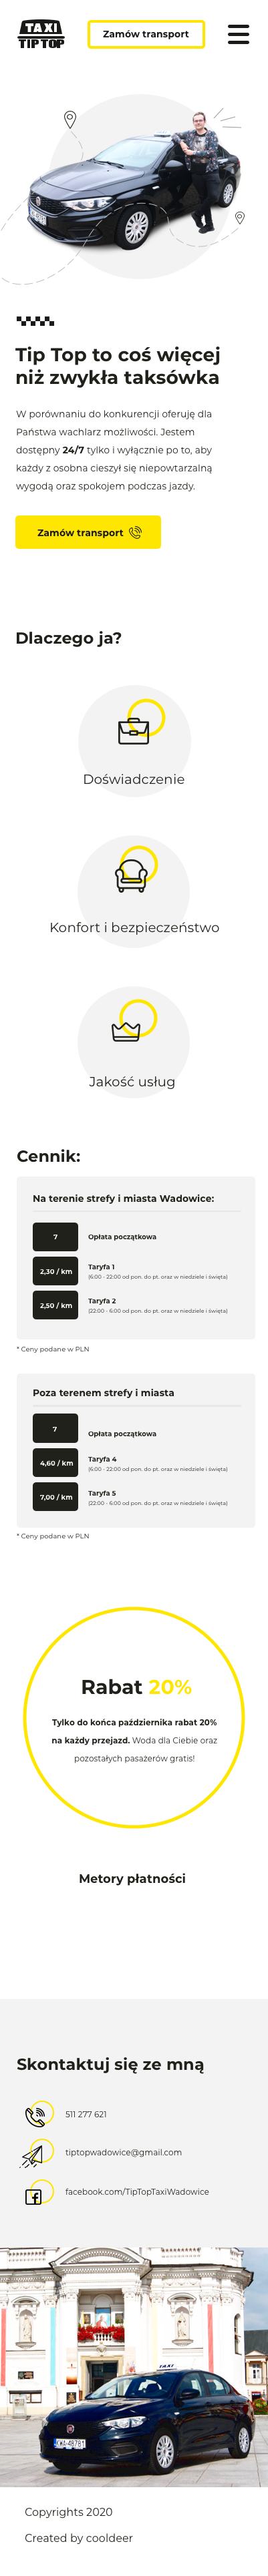 TAXI
TIP TOP
Zamów transport
Tip Top to coś więcej
niż zwykła taksówka
W porównaniu do konkurencji oferuję dla
Państwa wachlarz możliwości. Jestem
dostępny 24/7 tylko i wyłącznie po to, aby
każdy z osobna cieszył się niepowtarzalną
wygodą oraz spokojem podczas jazdy.
Zamów transport
Dlaczego ja?
Doświadczenie
Konfort i bezpieczeństwo
Jakość usług
Cennik:
Na terenie strefy i miasta Wadowice:
7
Opłata początkowa
2,30 / km
Taryfa 1
(6:00 - 22:00 od pon. do pt. oraz w niedziele i święta)
2,50 / km
Taryfa 2
(22:00 - 6:00 od pon. do pt. oraz w niedziele i święta)
* Ceny podane w PLN
Poza terenem strefy i miasta
7
Opłata początkowa
4,60 / km
Taryfa 4
(6:00 - 22:00 od pon. do pt. oraz w niedziele i święta)
7,00 / km
Taryfa 5
(22:00 - 6:00 od pon. do pt. oraz w niedziele i święta)
* Ceny podane w PLN
Rabat 20%
Tylko do końca października rabat 20%
na każdy przejazd. Woda dla Ciebie oraz
pozostałych pasażerów gratis!
Metory płatności
Skontaktuj się ze mną
511 277 621
tiptopwadowice@gmail.com
facebook.com/TipTopTaxiWadowice
TAXI
Copyrights 2020
Created by cooldeer